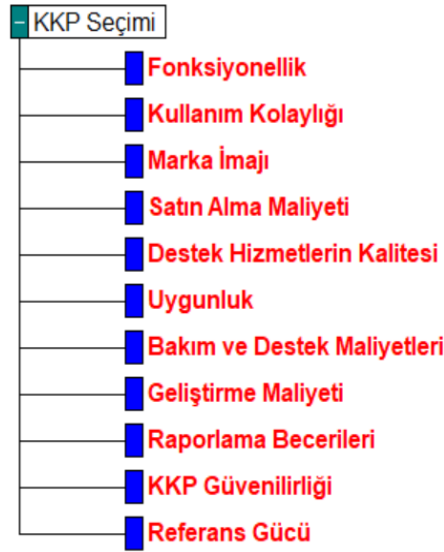 KKP Seçimi
Fonksiyonellik
Kullanım Kolaylığı
Marka İmajı
Satın Alma Maliyeti
Destek Hizmetlerin Kalitesi
Uygunluk
Bakım ve Destek Maliyetleri
Geliştirme Maliyeti
Raporlama Becerileri
KKP Güvenilirliği
Referans Gücü